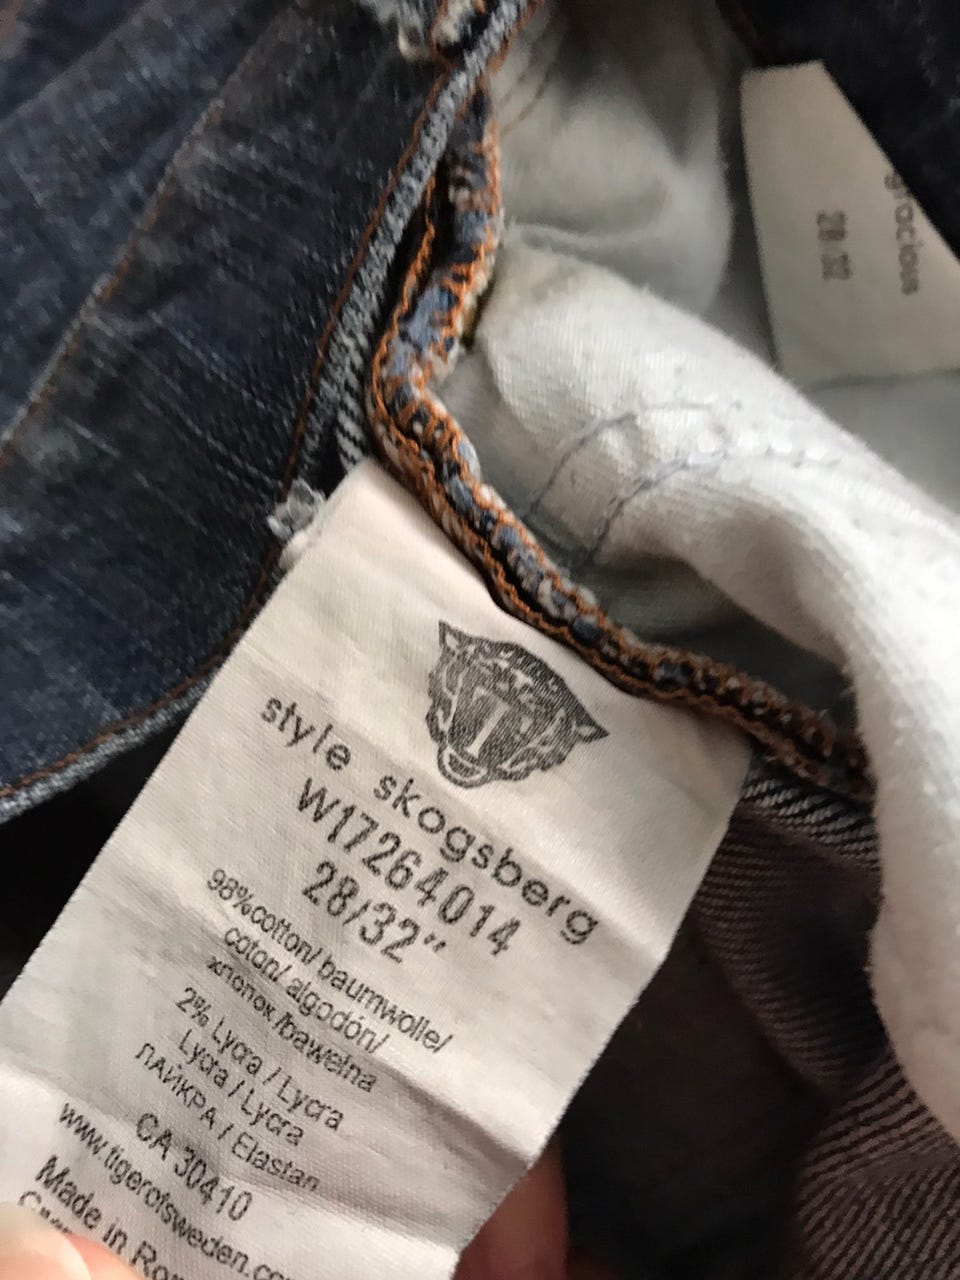 gracious
28 32
style skogsberg
W17264014
28/32"
98%cotton/ baumwolle/
coton/ algodón/
хлопок /bawełna
2% Lycra / Lycra
Lycra / Lycra
ЛАЙКРА / Elastan
CA 30410
www.tigerofsweden.co
Made in Ro